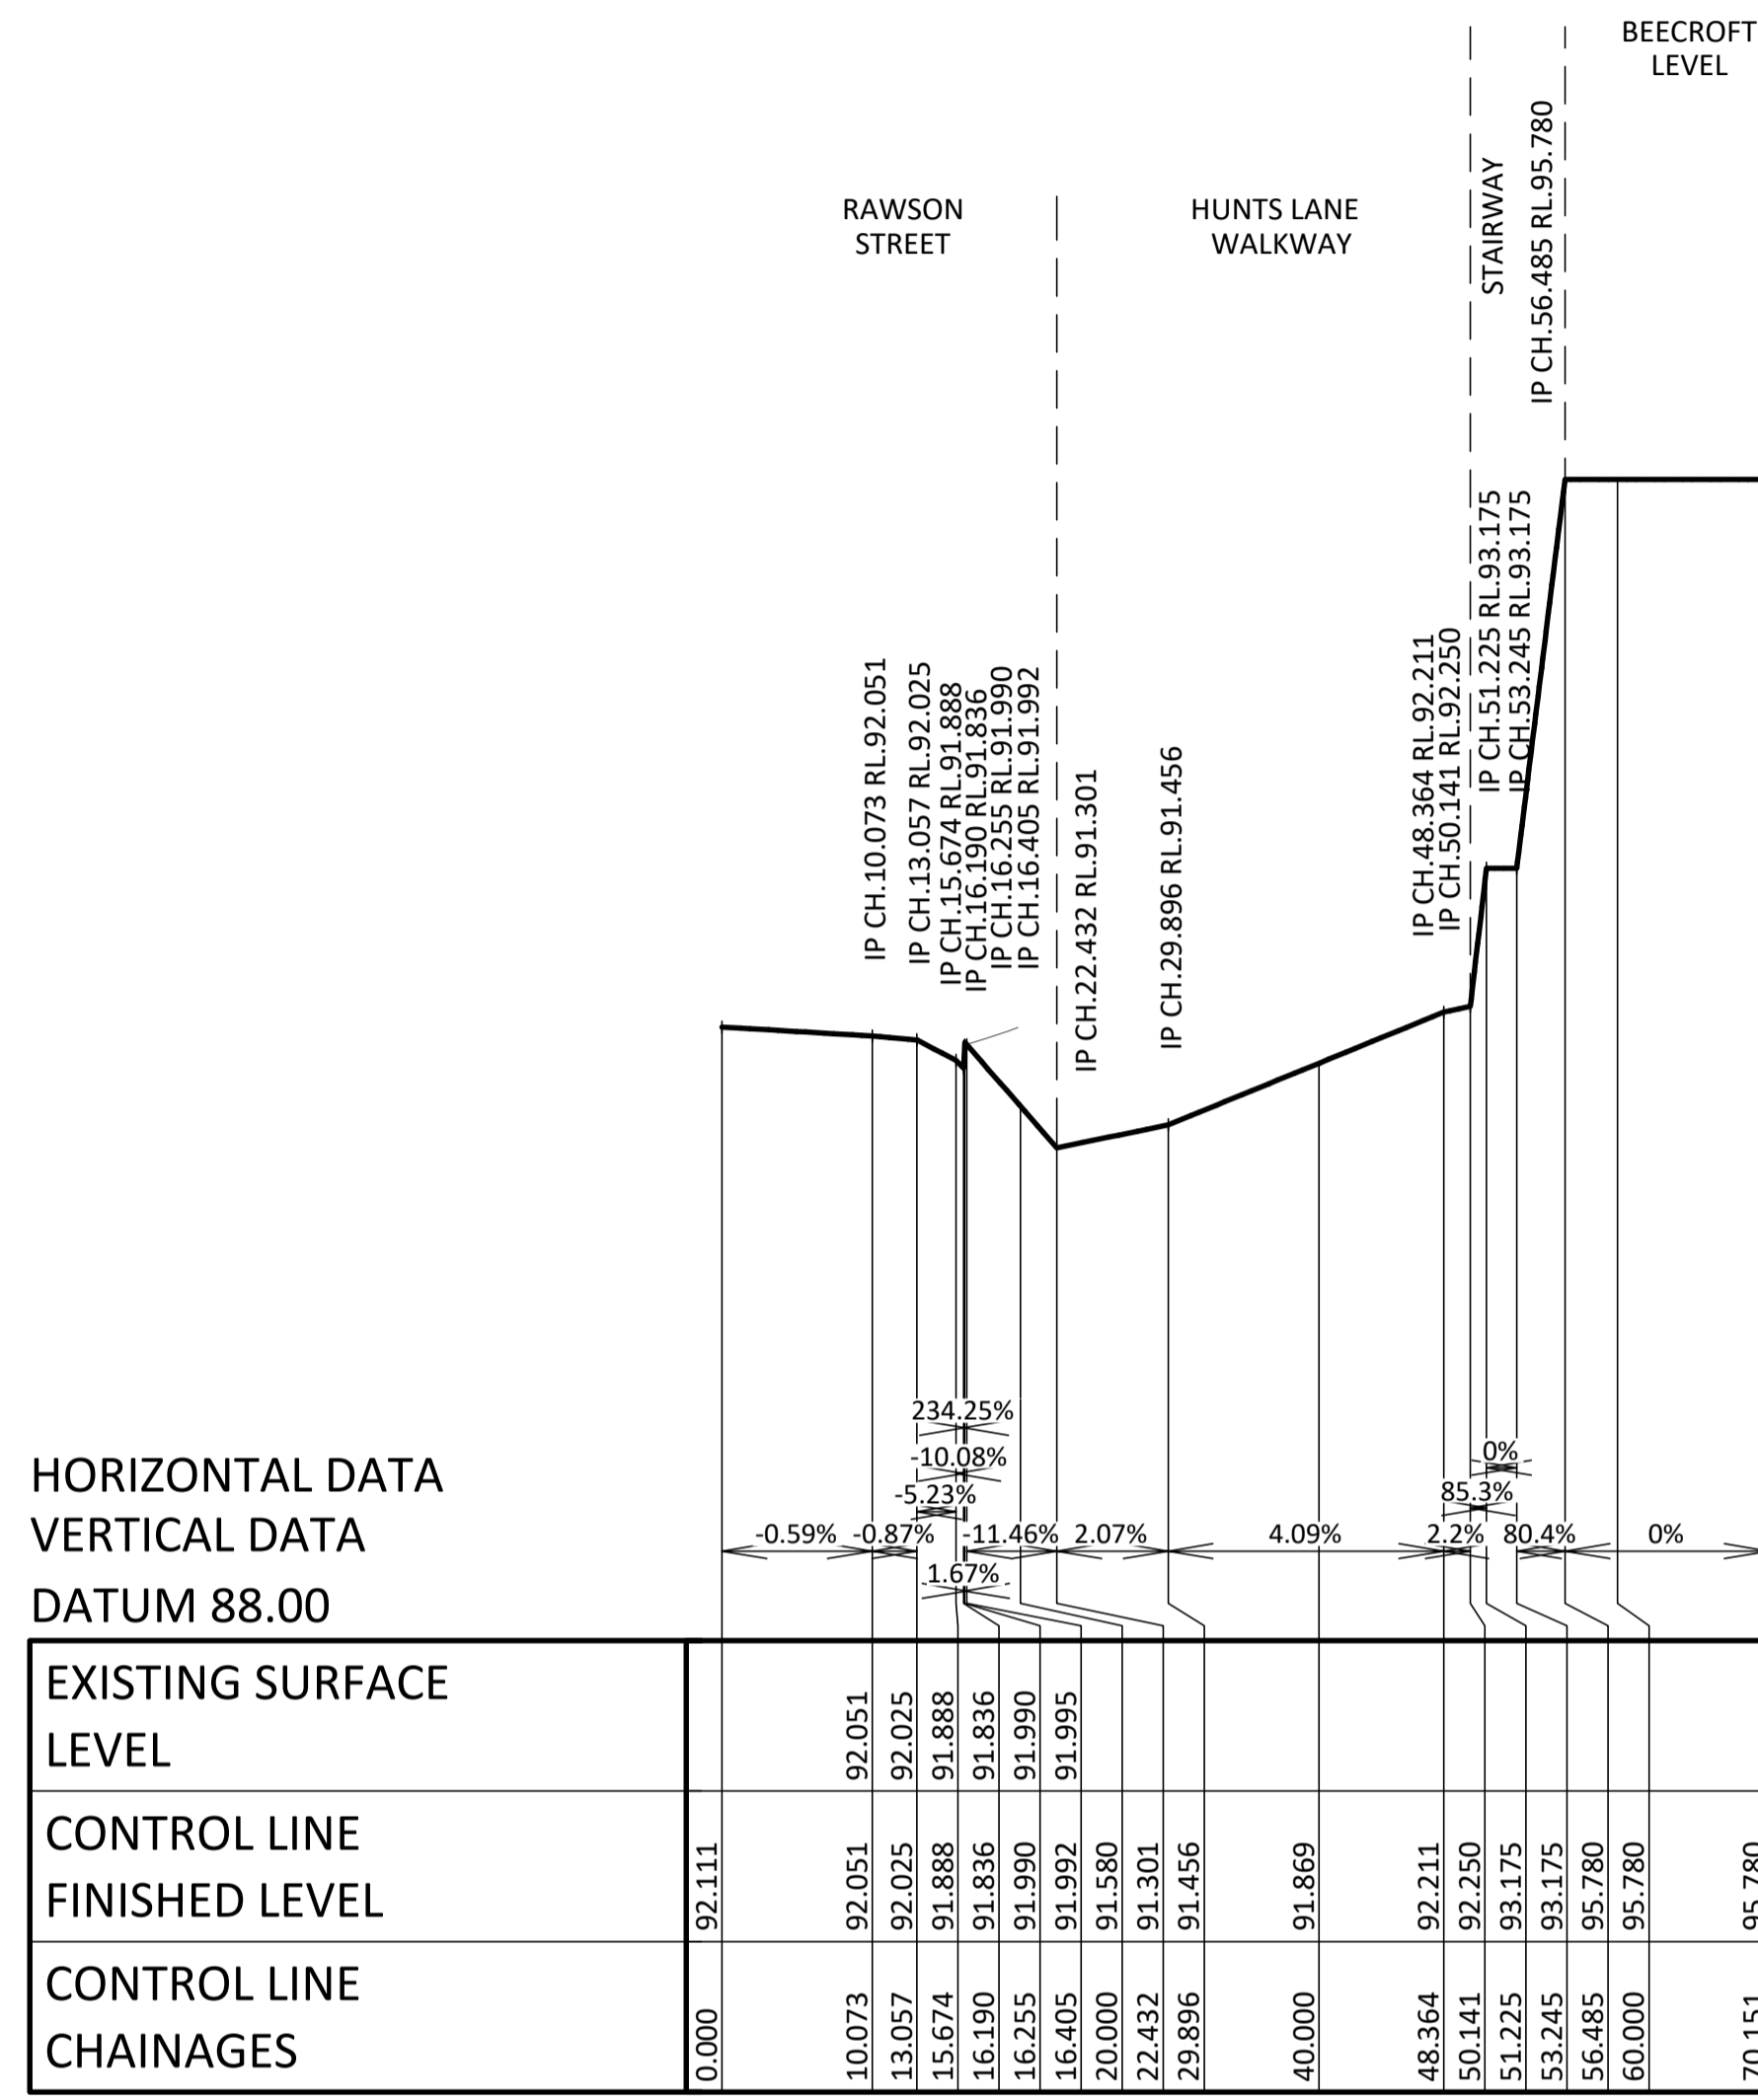 BEECROFT
LEVEL
RAWSON
STREET
HUNTS LANE
WALKWAY
STAIRWAY
IP CH.56.485 RL.95.780
IP CH.10.073 RL.92.051
IP CH.13.057 RL.92.025
IP CH.15.674 RL.91.888
IP CH.16.190 RL.91.836
IP CH.16.255 RL.91.990
IP CH.16.405 RL.91.992
IP CH.22.432 RL.91.301
IP CH.29.896 RL.91.456
IP CH.48.364 RL.92.211
IP CH.50.141 RL.92.250
IP CH.51.225 RL.93.175
IP CH.53.245 RL.93.175
234.25%
-10.08%
-5.23%
0%
85.3%
-0.59% -0.87% -11.46% 2.07% 4.09% 2.2% 80.4% 0%
1.67%
HORIZONTAL DATA
VERTICAL DATA
DATUM 88.00
EXISTING SURFACE
LEVEL
92.051 92.025 91.888 91.836 91.990 91.995
CONTROL LINE
FINISHED LEVEL
92.111 92.051 92.025 91.888 91.836 91.990 91.992 91.580 91.301 91.456 91.869 92.211 92.250 93.175 93.175 95.780 95.780 95.780
CONTROL LINE
CHAINAGES
0.000 10.073 13.057 15.674 16.190 16.255 16.405 20.000 22.432 29.896 40.000 48.364 50.141 51.225 53.245 56.485 60.000 70.151